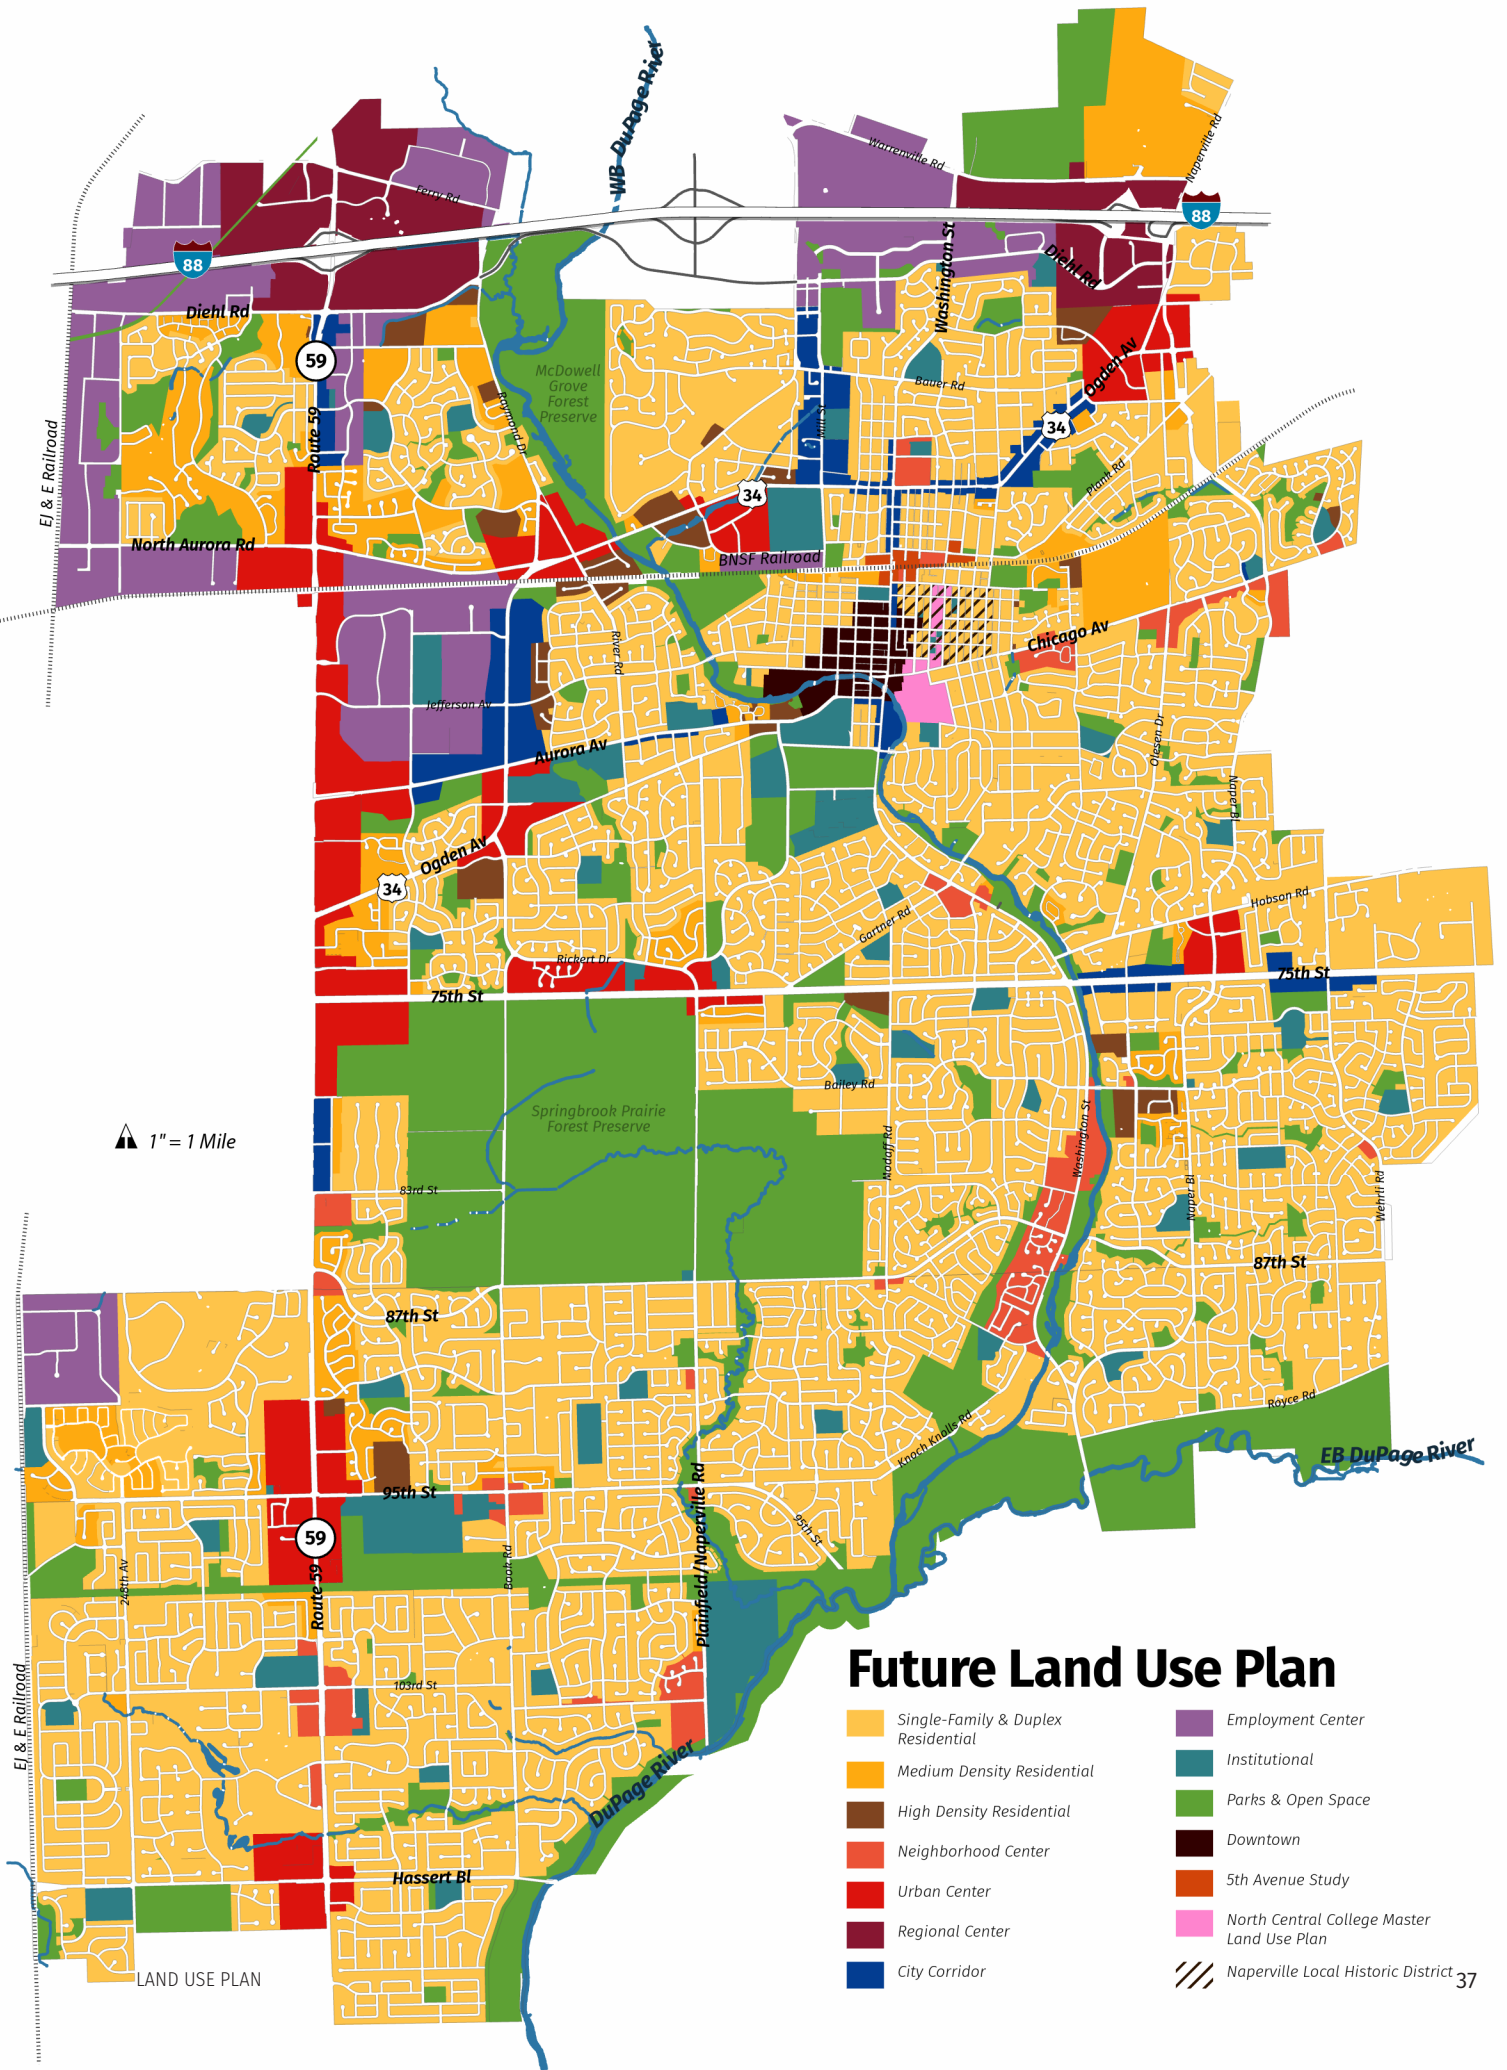 WB DuPage River
Warrenville Rd
Naperville Rd
Ferry Rd
88
88
Washington St
Diehl Rd
Diehl Rd
59
McDowell
Grove
Forest
Preserve
Bauer Rd
Ogden Av
Raymond Dr
Route 59
Mill St
34
EJ & E Railroad
Plank Rd
34
North Aurora Rd
BNSF Railroad
Chicago Av
River Rd
Jefferson Av
Aurora Av
Olesen Dr
Naper Bl
Ogden Av
34
Hobson Rd
Gartner Rd
Rickert Dr
75th St
75th St
Bailey Rd
Springbrook Prairie
Forest Preserve
1" = 1 Mile
Modaff Rd
Washington St
83rd St
Naper Bl
Wehrli Rd
87th St
87th St
Royce Rd
Knoch Knolls Rd
EB DuPage River
95th St
95th St
59
Plainfield/Naperville Rd
Book Rd
248th Av
Route 59
EJ & E Railroad
103rd St
DuPage River
Hassert Bl
Future Land Use Plan
Single-Family & Duplex
Residential
Medium Density Residential
High Density Residential
Neighborhood Center
Urban Center
Regional Center
City Corridor
Employment Center
Institutional
Parks & Open Space
Downtown
5th Avenue Study
North Central College Master
Land Use Plan
Naperville Local Historic District
LAND USE PLAN
37